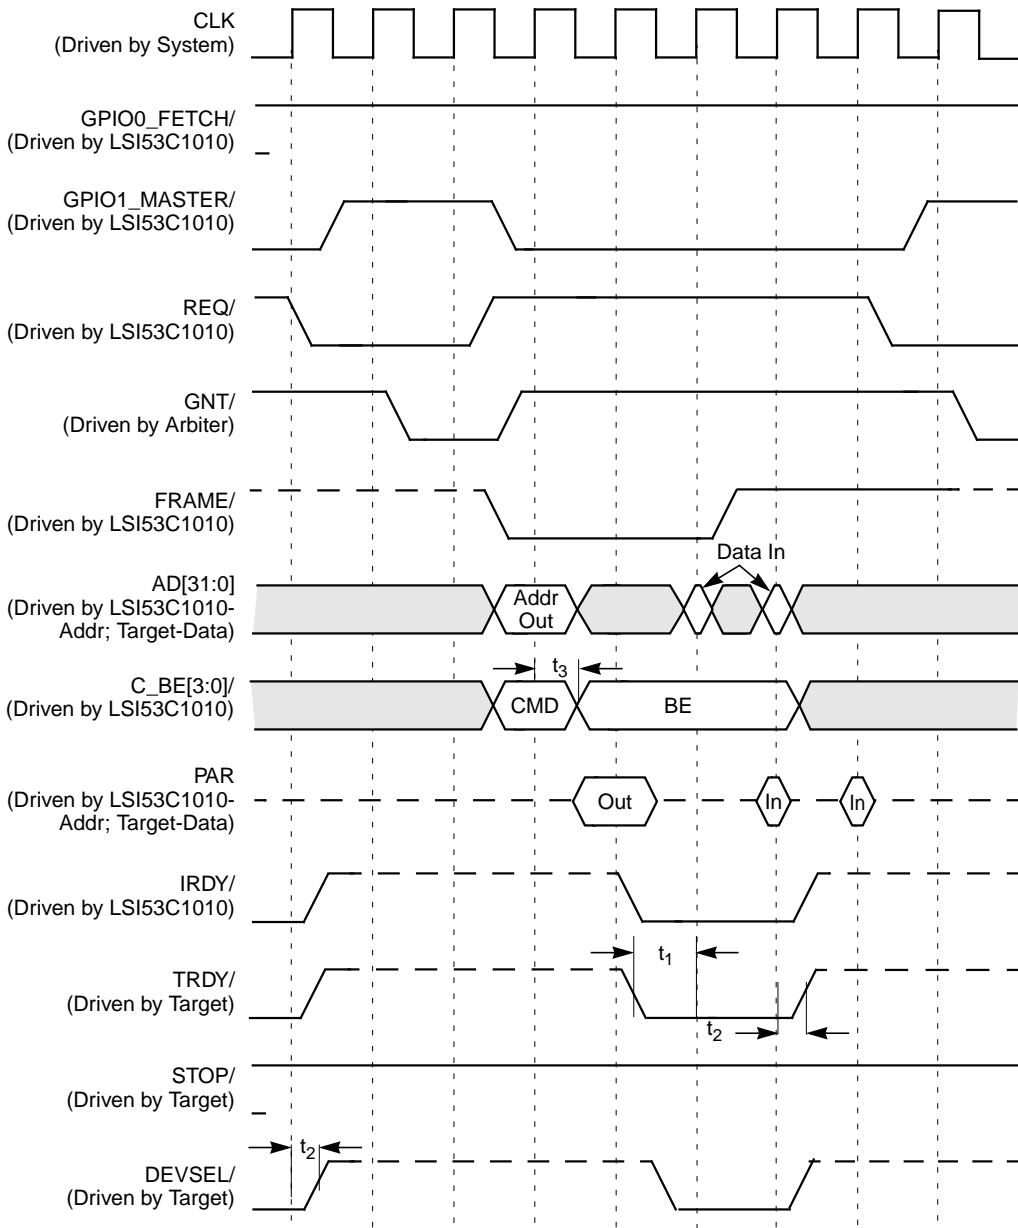 CLK
(Driven by System)
GPIO0_FETCH/
(Driven by LSI53C1010)
GPIO1_MASTER/
(Driven by LSI53C1010)
REQ/
(Driven by LSI53C1010)
GNT/
(Driven by Arbiter)
FRAME/
(Driven by LSI53C1010)
Data In
AD[31:0]
(Driven by LSI53C1010-
Addr; Target-Data)
Addr
Out
t3
C_BE[3:0]/
(Driven by LSI53C1010)
CMD
BE
PAR
(Driven by LSI53C1010-
Addr; Target-Data)
Out
In
In
IRDY/
(Driven by LSI53C1010)
t1
TRDY/
(Driven by Target)
t2
STOP/
(Driven by Target)
t2
DEVSEL/
(Driven by Target)